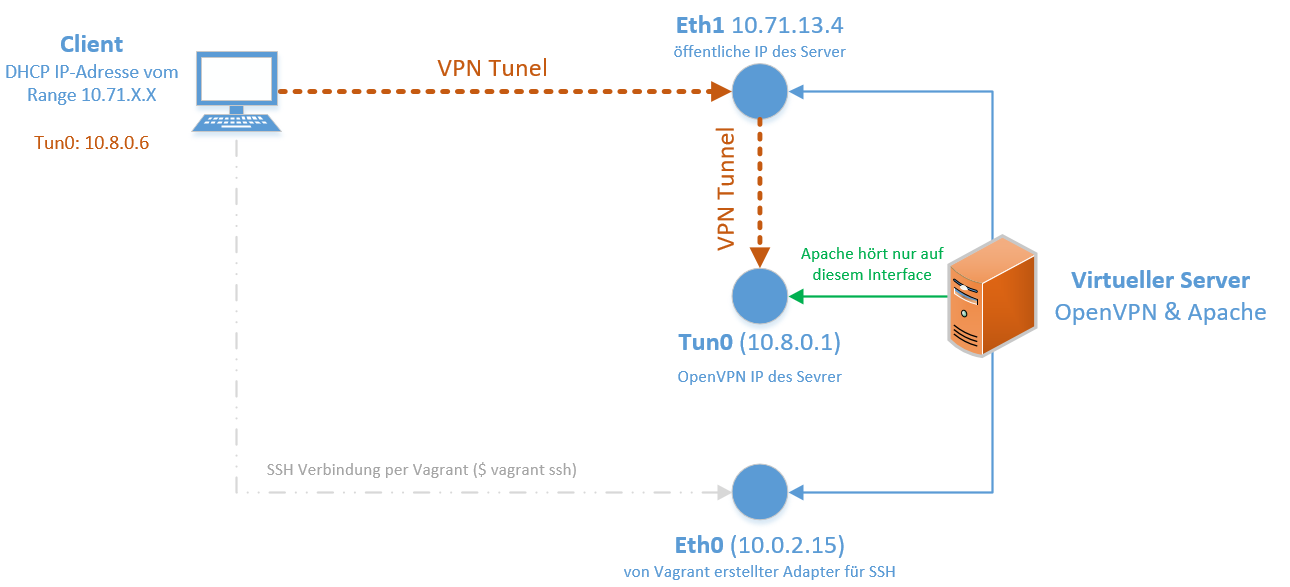 Client
DHCP IP-Adresse vom
Range 10.71.X.X
Tun0: 10.8.0.6
VPN Tunel
Eth1 10.71.13.4
öffentliche IP des Server
VPN Tunnel
Apache hört nur auf
diesem Interface
Tun0 (10.8.0.1)
OpenVPN IP des Sevrer
Virtueller Server
OpenVPN & Apache
SSH Verbindung per Vagrant ($ vagrant ssh)
Eth0 (10.0.2.15)
von Vagrant erstellter Adapter für SSH